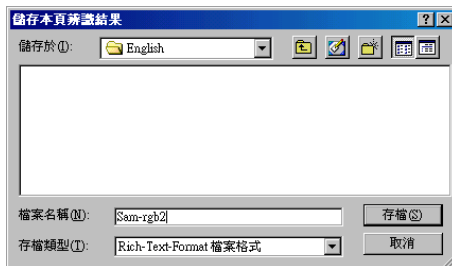 儲存本頁辨識結果
儲存於(I): English
檔案名稱(N): Sam-rgb2 存檔(S)
存檔類型(T): Rich-Text-Format 檔案格式 取消